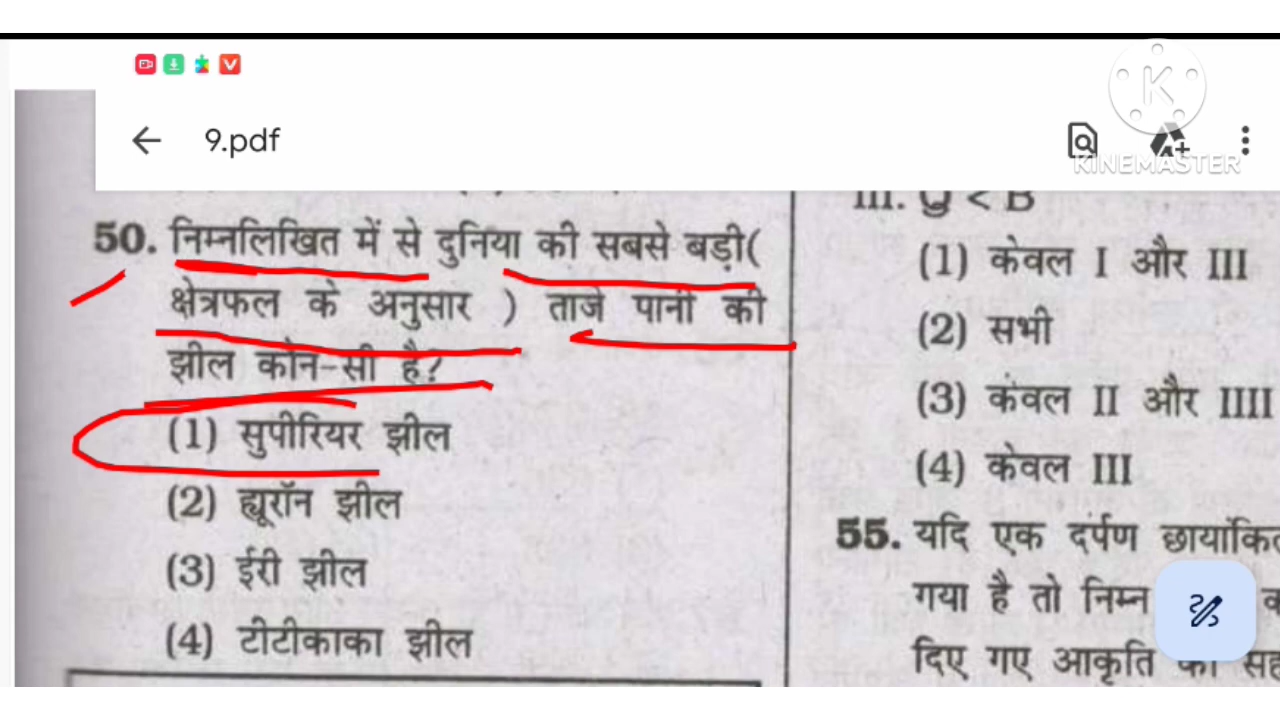 9.pdf
KINEMASTER
50. निम्नलिखित में से दुनिया की सबसे बड़ी(
क्षेत्रफल के अनुसार ) ताजे पानी की
झील कौन-सी है?
(1) सुपीरियर झील
(2) ह्यूरॉन झील
(3) ईरी झील
(4) टीटीकाका झील
III. Q < B
(1) केवल I और III
(2) सभी
(3) केवल II और IIII
(4) केवल III
55. यदि एक दर्पण छायांकित
गया है तो निम्न
दिए गए आकृति की